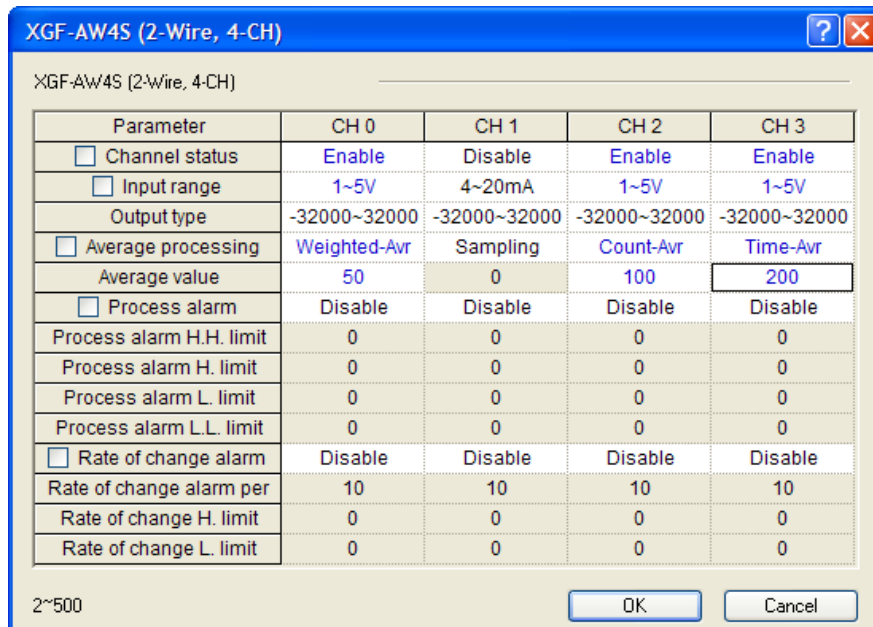 XGF-AW4S (2-Wire, 4-CH)
XGF-AW4S (2-Wire, 4-CH)
Parameter CH 0 CH 1 CH 2 CH 3
Channel status Enable Disable Enable Enable
Input range 1~5V 4~20mA 1~5V 1~5V
Output type -32000~32000 -32000~32000 -32000~32000 -32000~32000
Average processing Weighted-Avr Sampling Count-Avr Time-Avr
Average value 50 0 100 200
Process alarm Disable Disable Disable Disable
Process alarm H.H. limit 0 0 0 0
Process alarm H. limit 0 0 0 0
Process alarm L. limit 0 0 0 0
Process alarm L.L. limit 0 0 0 0
Rate of change alarm Disable Disable Disable Disable
Rate of change alarm per 10 10 10 10
Rate of change H. limit 0 0 0 0
Rate of change L. limit 0 0 0 0
2~500 OK Cancel